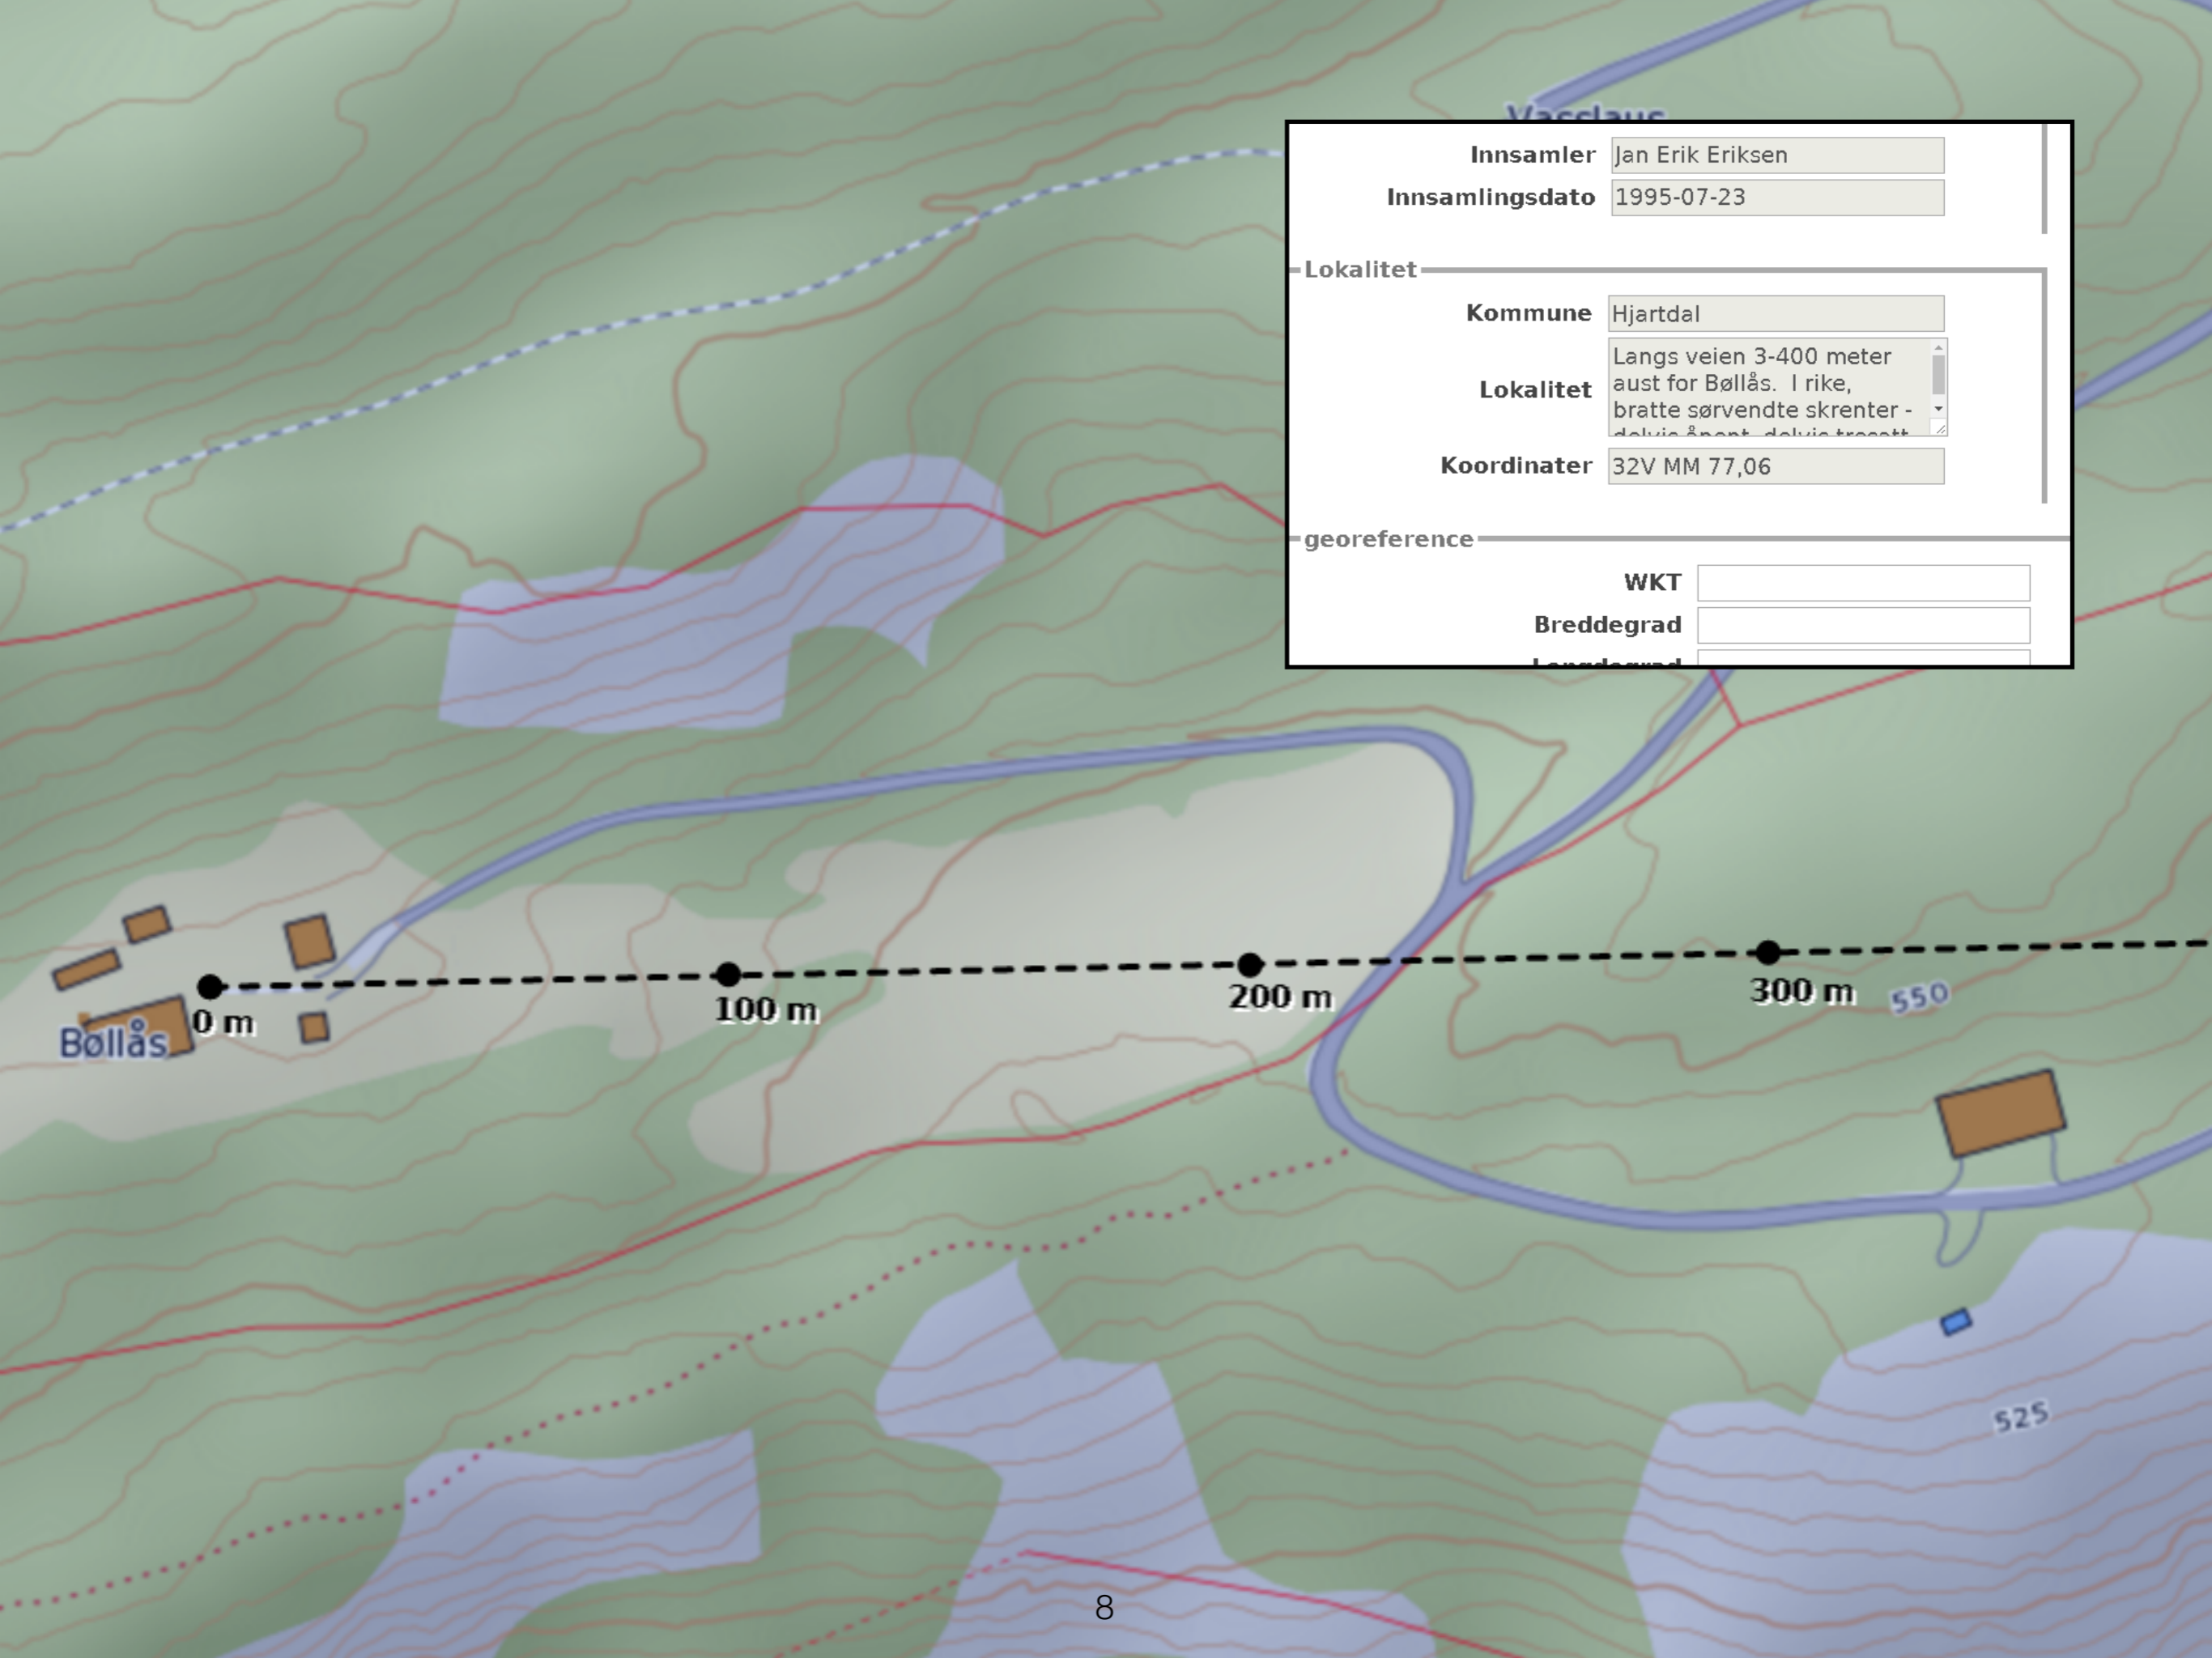 Innsamler Jan Erik Eriksen
Innsamlingsdato 1995-07-23
Lokalitet
Kommune Hjartdal
Lokalitet
Langs veien 3-400 meter
aust for Bøllås. I rike,
bratte sørvendte skrenter -
Koordinater 32V MM 77,06
georeference
WKT
Breddegrad
Bøllås
0 m
100 m
200 m
300 m
550
525
8